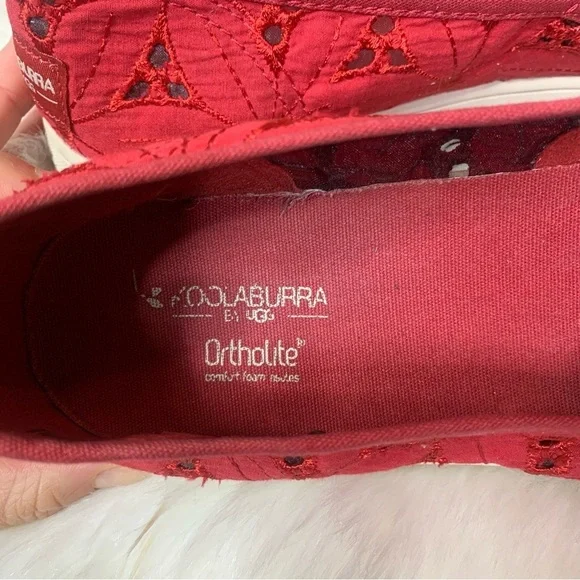 BURRA
KOOLABURRA
BY UGG
OrthoLite
comfort foam insoles